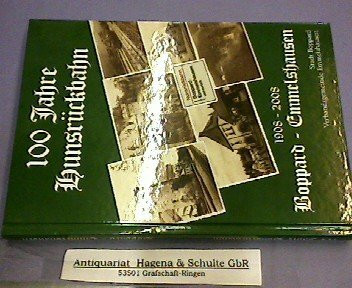 100 Jahre
Hunsrückbahn
1908 - 2008
Boppard - Emmelshausen
Stadt Boppard
Verbandsgemeinde Emmelshausen
Antiquariat Hagena & Schulte GbR
53501 Grafschaft-Ringen